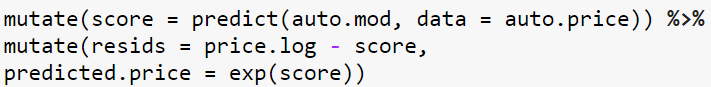 mutate(score = predict(auto.mod, data = auto.price)) %>%
mutate(resids = price.log - score,
predicted.price = exp(score))